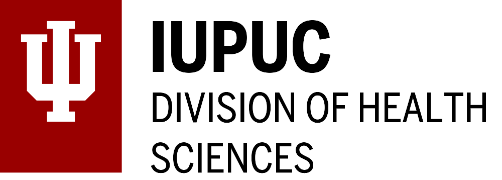 IUPUC
DIVISION OF HEALTH
SCIENCES